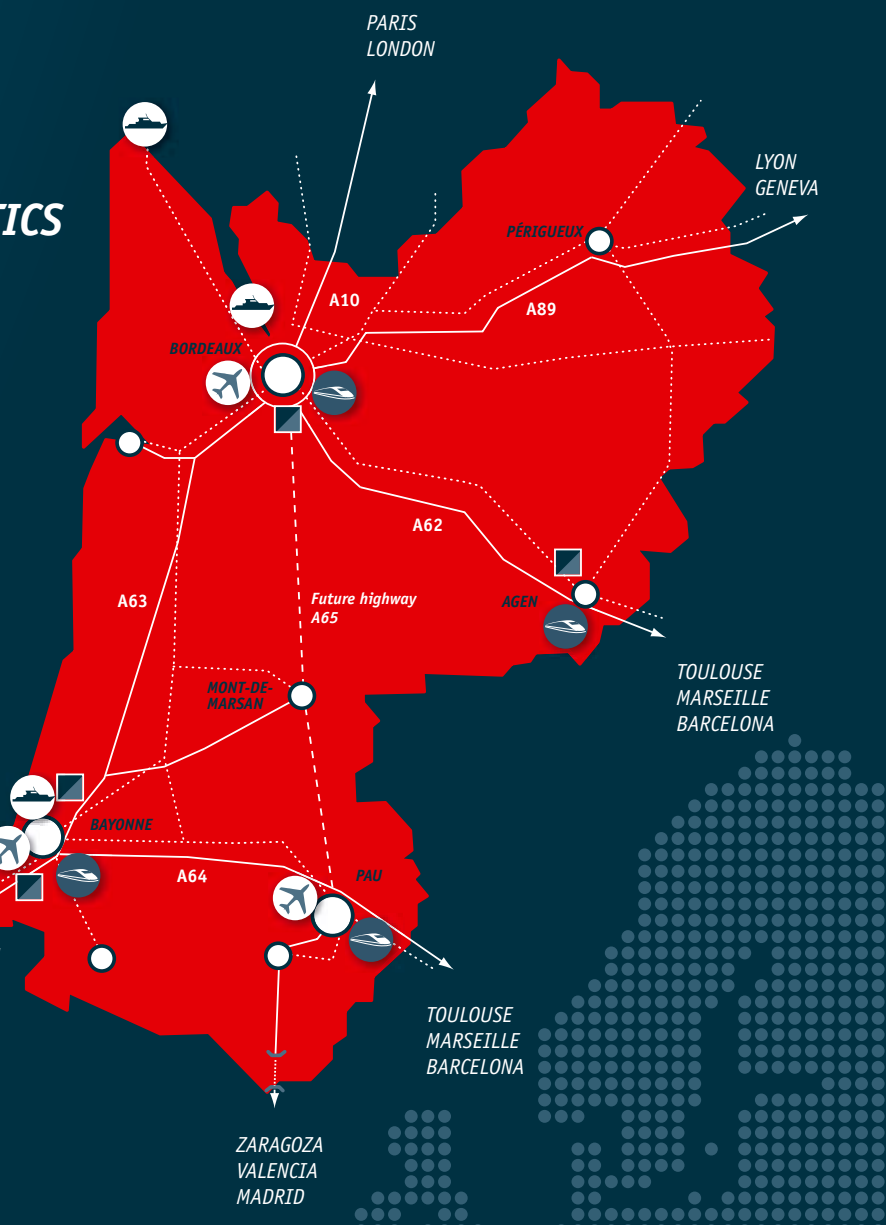 PARIS
LONDON
LYON
GENEVA
TICS
PÉRIGUEUX
A10
A89
BORDEAUX
A62
A63
Future highway
A65
AGEN
TOULOUSE
MARSEILLE
BARCELONA
MONT-DE-
MARSAN
BAYONNE
A64
PAU
TOULOUSE
MARSEILLE
BARCELONA
ZARAGOZA
VALENCIA
MADRID